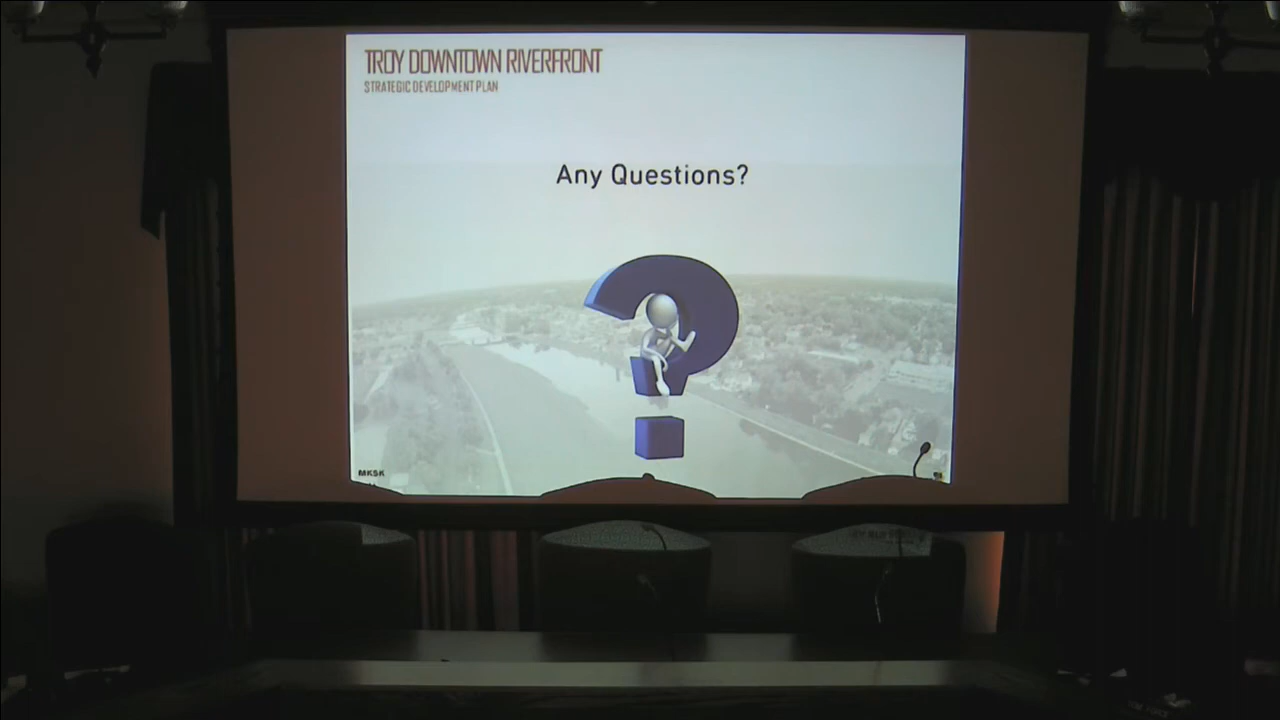 TROY DOWNTOWN RIVERFRONT
STRATEGIC DEVELOPMENT PLAN
Any Questions?
MKSK